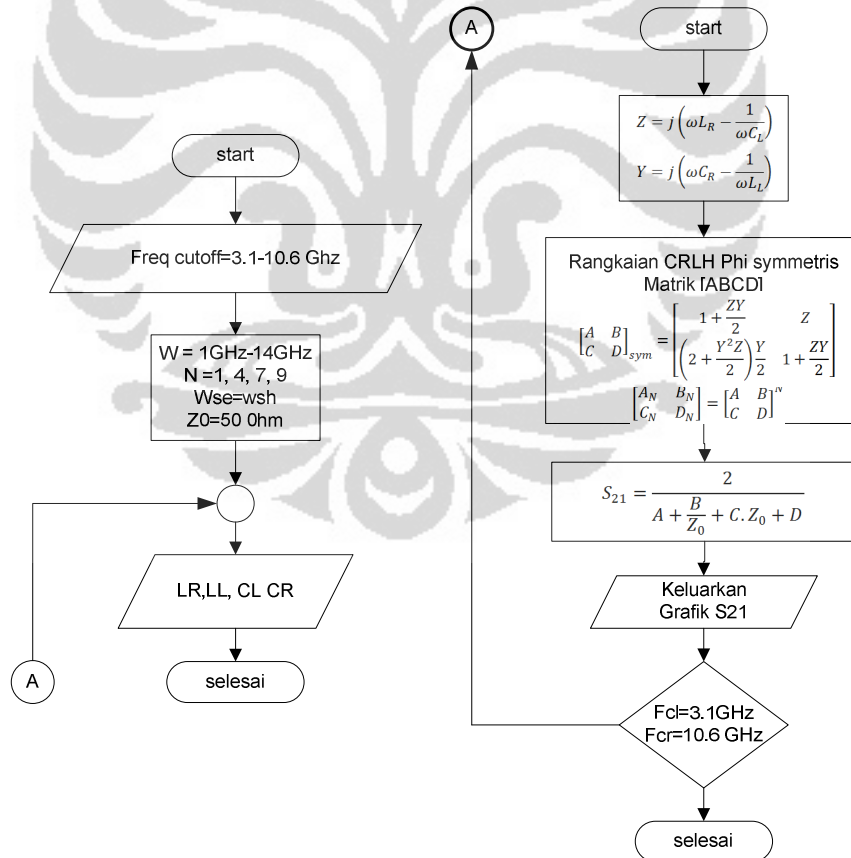 start
Freq cutoff=3.1-10.6 Ghz
W = 1GHz-14GHz
N =1, 4, 7, 9
Wse=wsh
Z0=50 0hm
LR,LL, CL CR
selesai
A
A
start
Z = j(ωL_R − 1/(ωC_L))
Y = j(ωC_R − 1/(ωL_L))
Rangkaian CRLH Phi symmetris
Matrik [ABCD]
[A B; C D]_sym = [1 + ZY/2, Z; (2 + Y²Z/2) Y/2, 1 + ZY/2]
[A_N B_N; C_N D_N] = [A B; C D]^N
S₂₁ = 2/(A + B/Z₀ + C.Z₀ + D)
Keluarkan
Grafik S21
Fcl=3.1GHz
Fcr=10.6 GHz
selesai